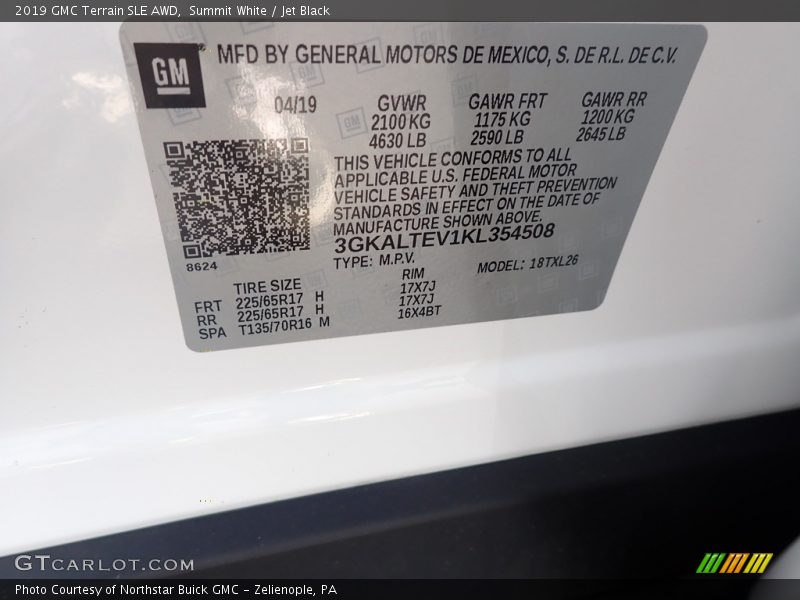 2019 GMC Terrain SLE AWD,  Summit White / Jet Black
GM
MFD BY GENERAL MOTORS DE MEXICO, S. DE R.L. DE C.V.
04/19 GVWR GAWR FRT GAWR RR
2100 KG 1175 KG 1200 KG
4630 LB 2590 LB 2645 LB
THIS VEHICLE CONFORMS TO ALL
APPLICABLE U.S. FEDERAL MOTOR
VEHICLE SAFETY AND THEFT PREVENTION
STANDARDS IN EFFECT ON THE DATE OF
MANUFACTURE SHOWN ABOVE.
3GKALTEV1KL354508
8624
TYPE: M.P.V. MODEL: 18TXL26
TIRE SIZE RIM
FRT 225/65R17 H 17X7J
RR 225/65R17 H 17X7J
SPA T135/70R16 M 16X4BT
GTCARLOT.COM
Photo Courtesy of Northstar Buick GMC - Zelienople, PA